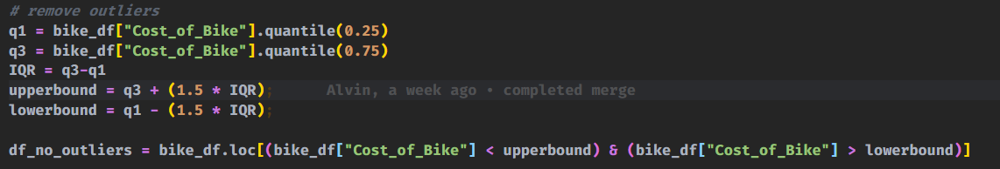 # remove outliers
q1 = bike_df["Cost_of_Bike"].quantile(0.25)
q3 = bike_df["Cost_of_Bike"].quantile(0.75)
IQR = q3-q1
upperbound = q3 + (1.5 * IQR);      Alvin, a week ago • completed merge
lowerbound = q1 - (1.5 * IQR);

df_no_outliers = bike_df.loc[(bike_df["Cost_of_Bike"] < upperbound) & (bike_df["Cost_of_Bike"] > lowerbound)]